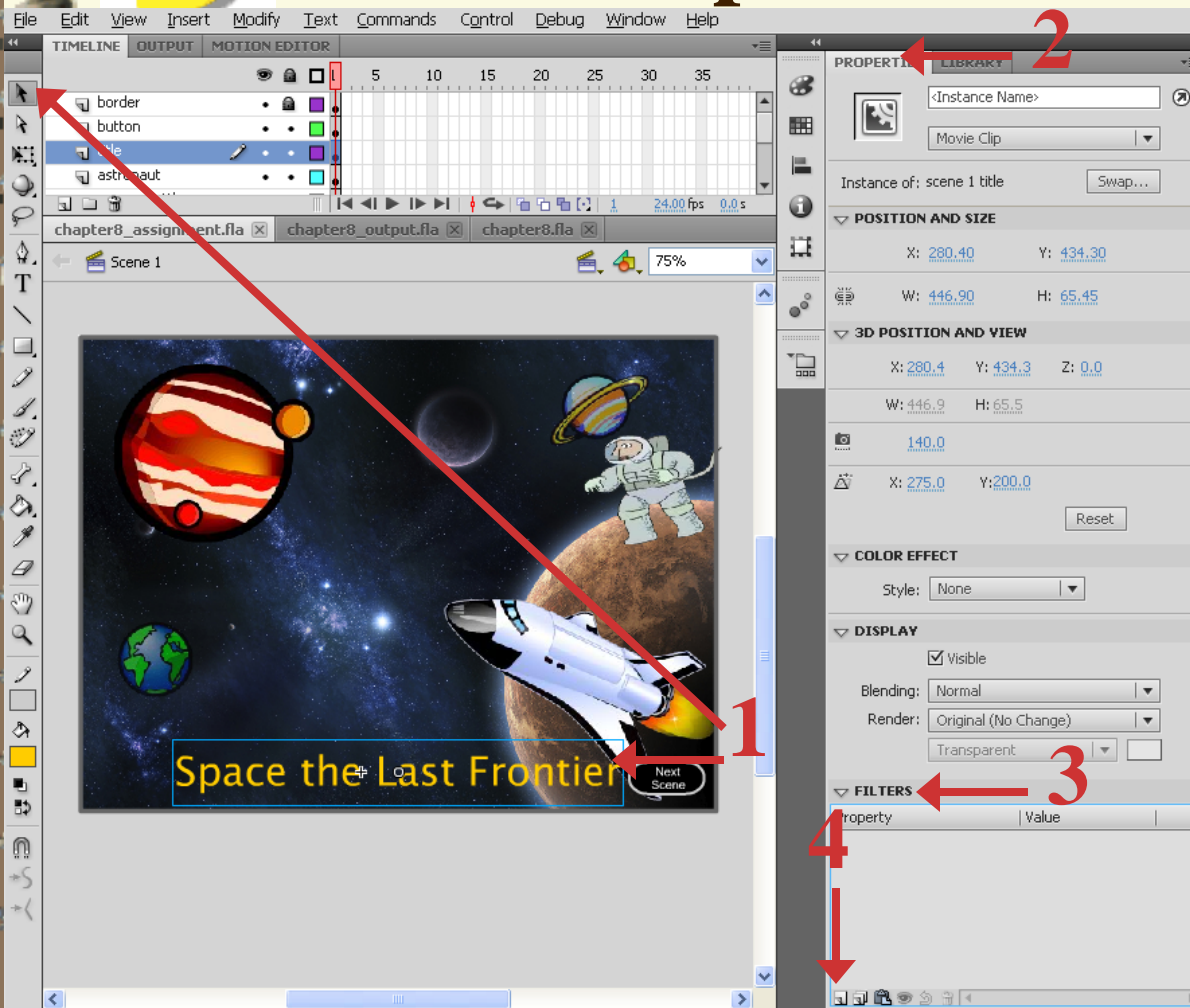 File Edit View Insert Modify Text Commands Control Debug Window Help
TIMELINE OUTPUT MOTION EDITOR
5 10 15 20 25 30 35
border
button
title
astronaut
1 24.00 fps 0.0 s
chapter8_assignment.fla chapter8_output.fla chapter8.fla
Scene 1
75%
Space the Last Frontier
Next
Scene
1
2
PROPERTIES LIBRARY
<Instance Name>
Movie Clip
Instance of: scene 1 title Swap...
POSITION AND SIZE
X: 280.40 Y: 434.30
W: 446.90 H: 65.45
3D POSITION AND VIEW
X: 280.4 Y: 434.3 Z: 0.0
W: 446.9 H: 65.5
140.0
X: 275.0 Y: 200.0
Reset
COLOR EFFECT
Style: None
DISPLAY
Visible
Blending: Normal
Render: Original (No Change)
Transparent
FILTERS
3
Property Value
4